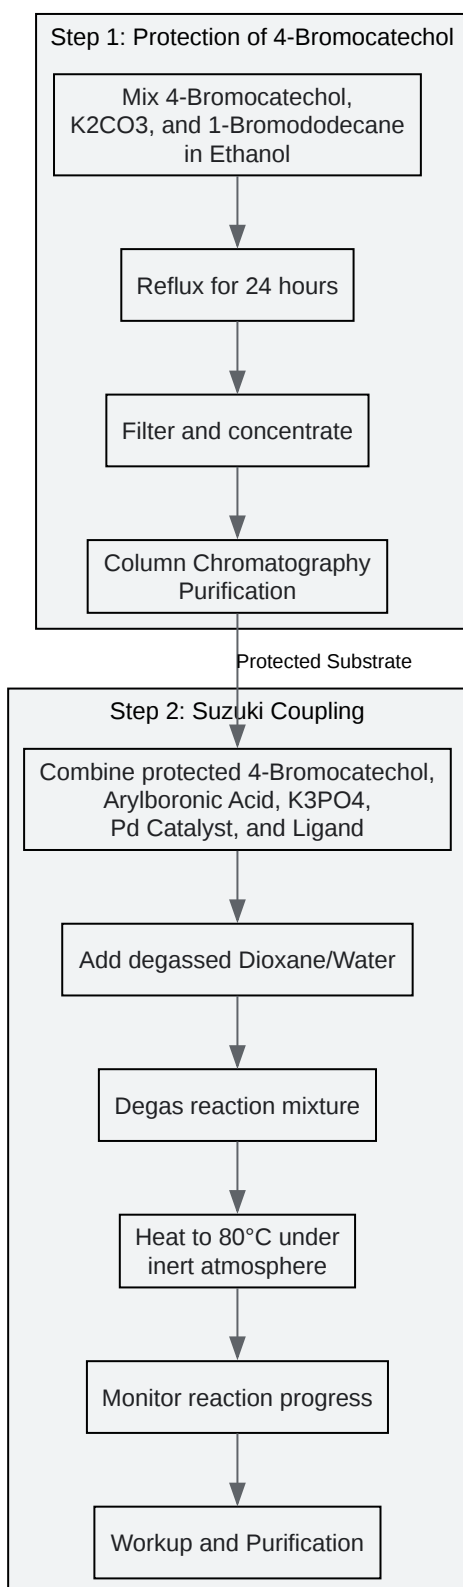 Step 1: Protection of 4-Bromocatechol
Mix 4-Bromocatechol,
K2CO3, and 1-Bromododecane
in Ethanol
Reflux for 24 hours
Filter and concentrate
Column Chromatography
Purification
Protected Substrate
Step 2: Suzuki Coupling
Combine protected 4-Bromocatechol,
Arylboronic Acid, K3PO4,
Pd Catalyst, and Ligand
Add degassed Dioxane/Water
Degas reaction mixture
Heat to 80°C under
inert atmosphere
Monitor reaction progress
Workup and Purification